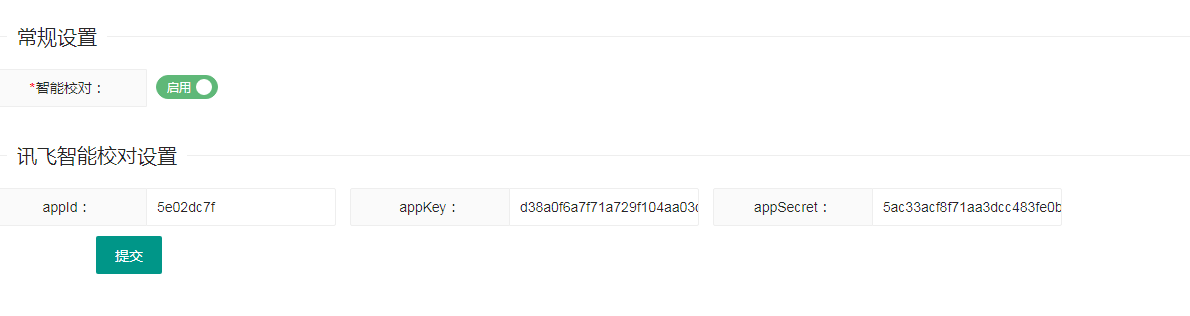 常规设置
*智能校对：
启用
讯飞智能校对设置
appId： 5e02dc7f appKey： d38a0f6a7f71a729f104aa03 appSecret： 5ac33acf8f71aa3dcc483fe0b
提交